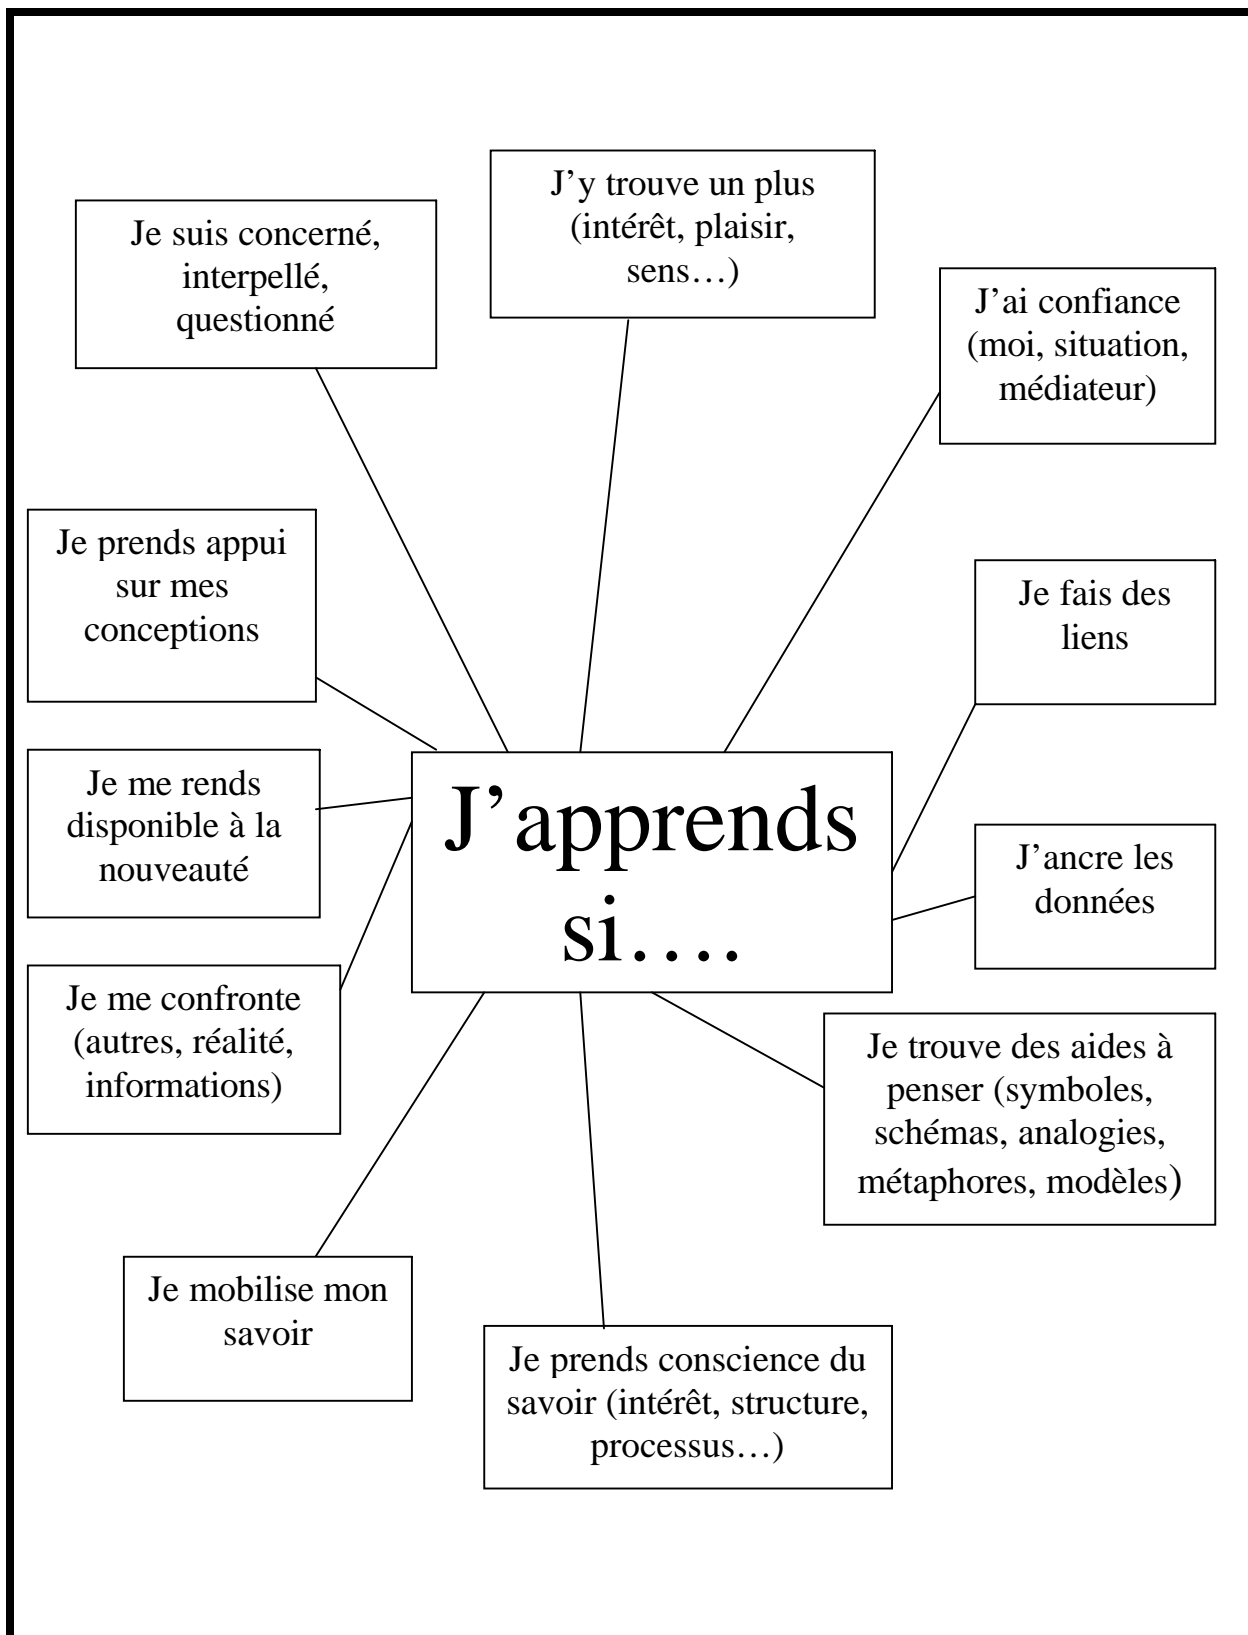 J’y trouve un plus
(intérêt, plaisir,
sens…)
Je suis concerné,
interpellé,
questionné
J’ai confiance
(moi, situation,
médiateur)
Je prends appui
sur mes
conceptions
Je fais des
liens
Je me rends
disponible à la
nouveauté
J’apprends
si….
J’ancre les
données
Je me confronte
(autres, réalité,
informations)
Je trouve des aides à
penser (symboles,
schémas, analogies,
métaphores, modèles)
Je mobilise mon
savoir
Je prends conscience du
savoir (intérêt, structure,
processus…)